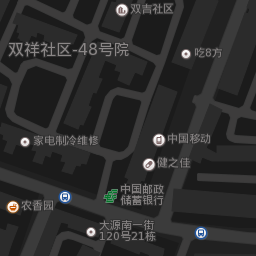 双吉社区
双祥社区-48号院
吃8方
家电制冷维修
中国移动
健之佳
中国邮政
储蓄银行
农香园
大源南一街
120号21栋